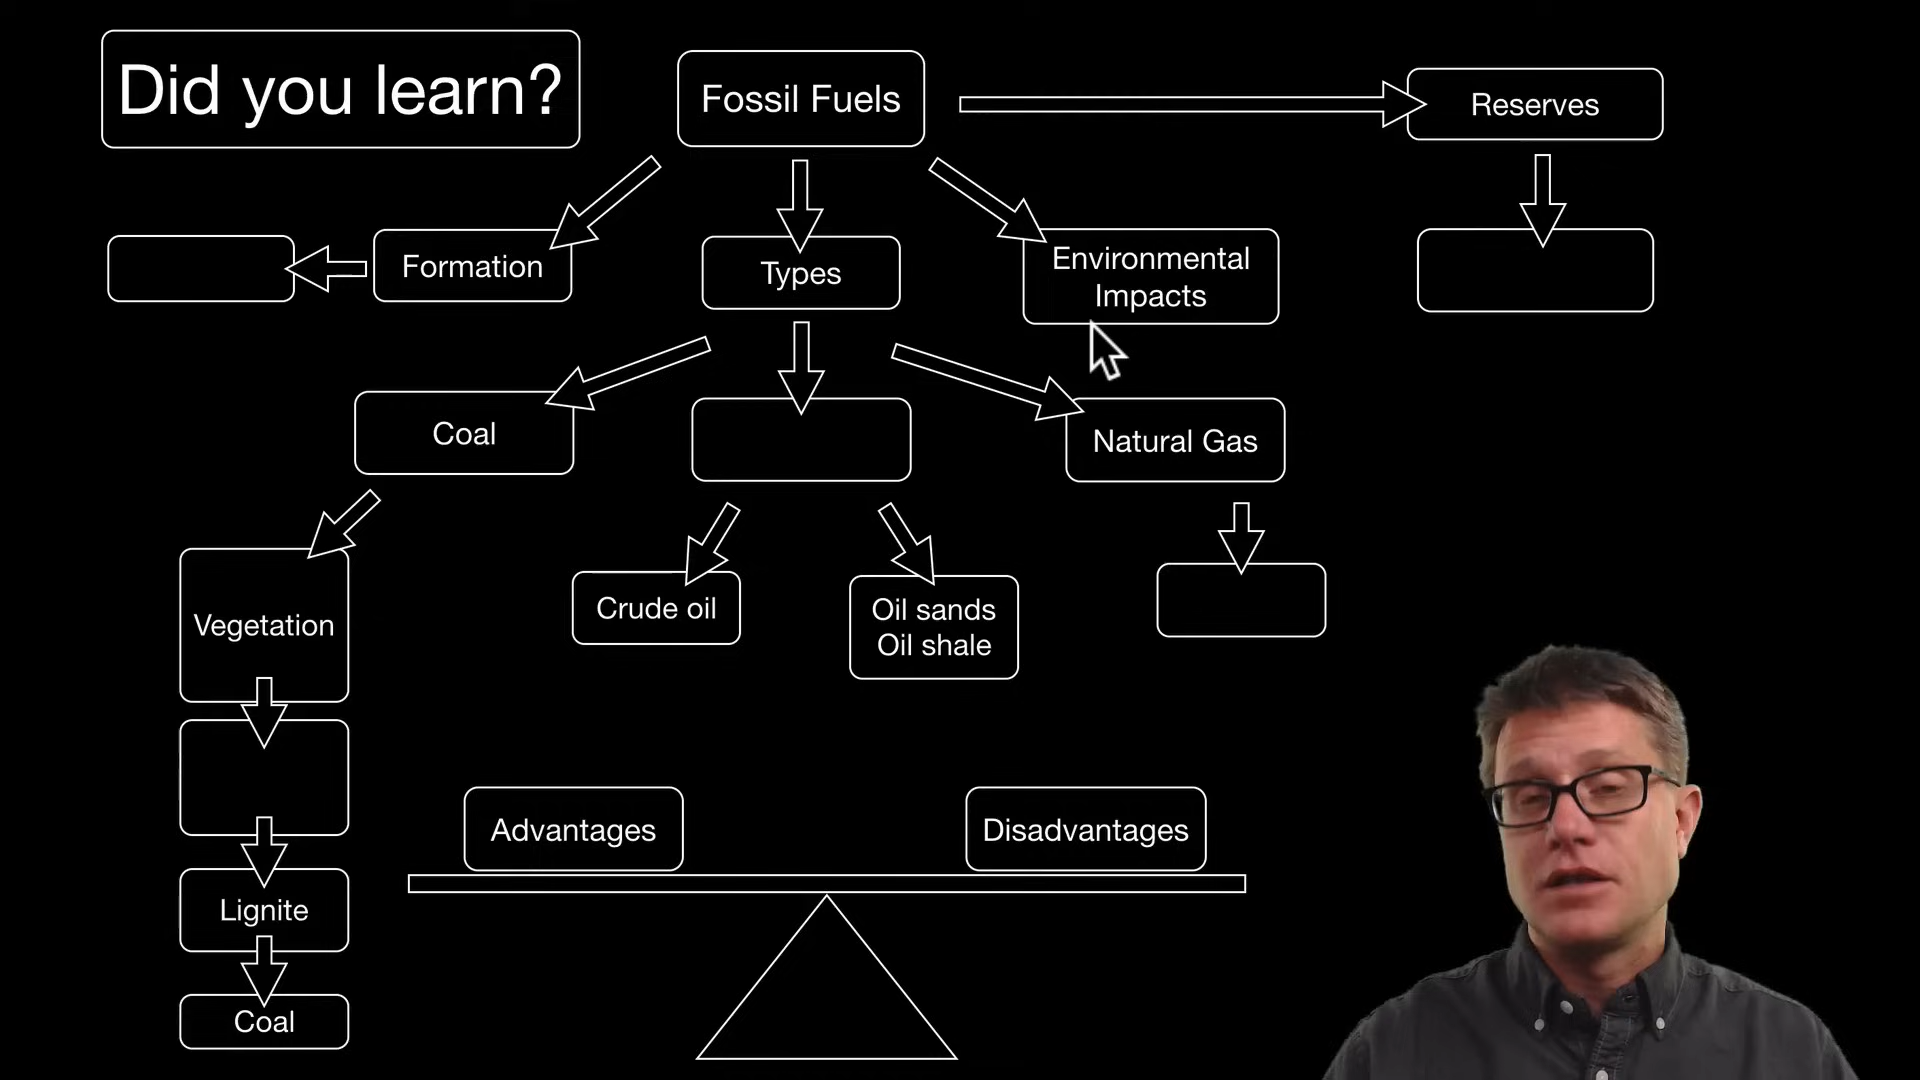 Did you learn?
Fossil Fuels
Reserves
Formation
Types
Environmental
Impacts
Coal
Natural Gas
Vegetation
Crude oil
Oil sands
Oil shale
Advantages
Disadvantages
Lignite
Coal